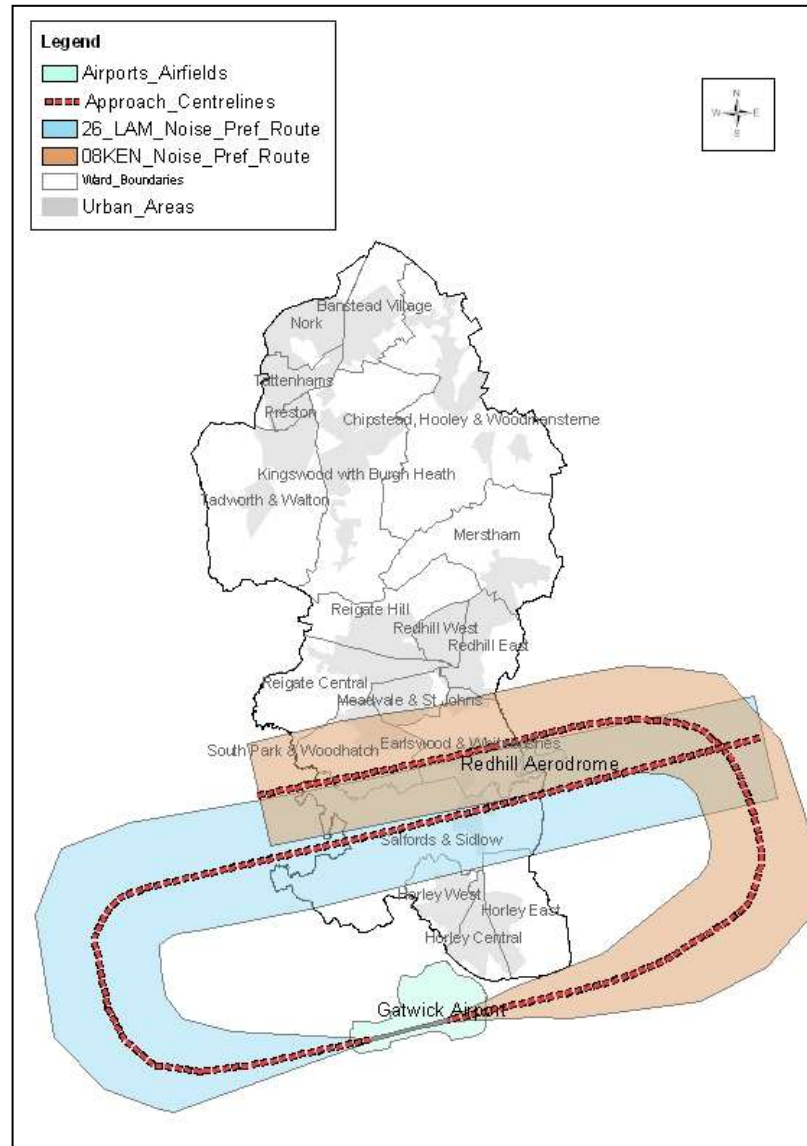 Legend
Airports_Airfields
Approach_Centrelines
26_LAM_Noise_Pref_Route
08KEN_Noise_Pref_Route
Ward_Boundaries
Urban_Areas
N
W E
S
Banstead Village
Nork
Tattenhams
Preston
Chipstead, Hooley & Woodmansterne
Kingswood with Burgh Heath
Tadworth & Walton
Merstham
Reigate Hill
Redhill West
Redhill East
Reigate Central
Meadvale & St Johns
South Park & Woodhatch
Earlswood & Whitebushes
Redhill Aerodrome
Salfords & Sidlow
Horley West
Horley East
Horley Central
Gatwick Airport